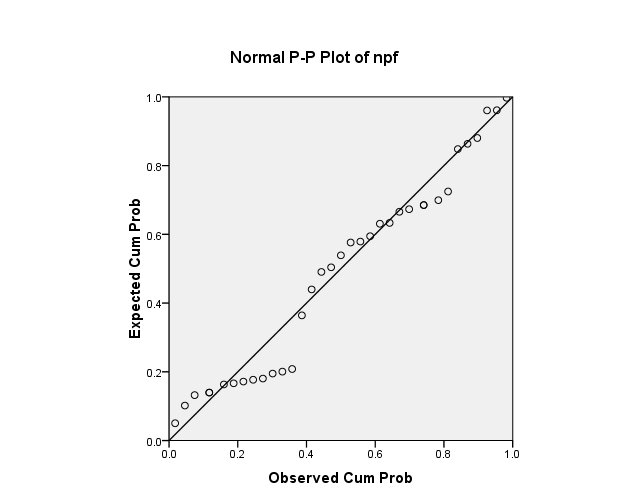 Normal P-P Plot of npf
Expected Cum Prob
1.0
0.8
0.6
0.4
0.2
0.0
0.0 0.2 0.4 0.6 0.8 1.0
Observed Cum Prob